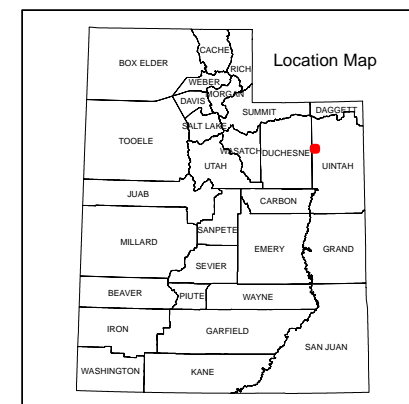 Location Map
BOX ELDER
CACHE
RICH
WEBER
MORGAN
DAVIS
SUMMIT
DAGGETT
SALT LAKE
TOOELE
WASATCH
DUCHESNE
UINTAH
UTAH
JUAB
CARBON
SANPETE
MILLARD
EMERY
GRAND
SEVIER
BEAVER
PIUTE
WAYNE
IRON
GARFIELD
SAN JUAN
WASHINGTON
KANE